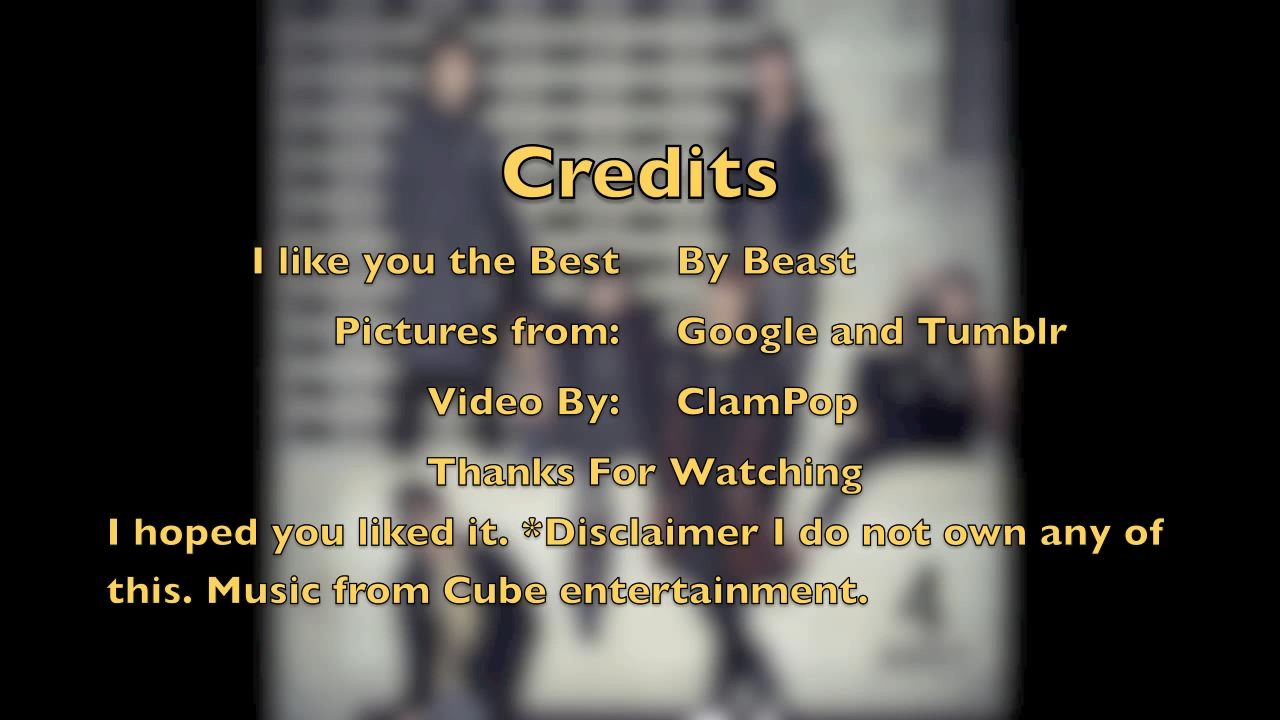 Credits
I like you the Best By Beast
Pictures from: Google and Tumblr
Video By: ClamPop
Thanks For Watching
I hoped you liked it. *Disclaimer I do not own any of
this. Music from Cube entertainment.
4